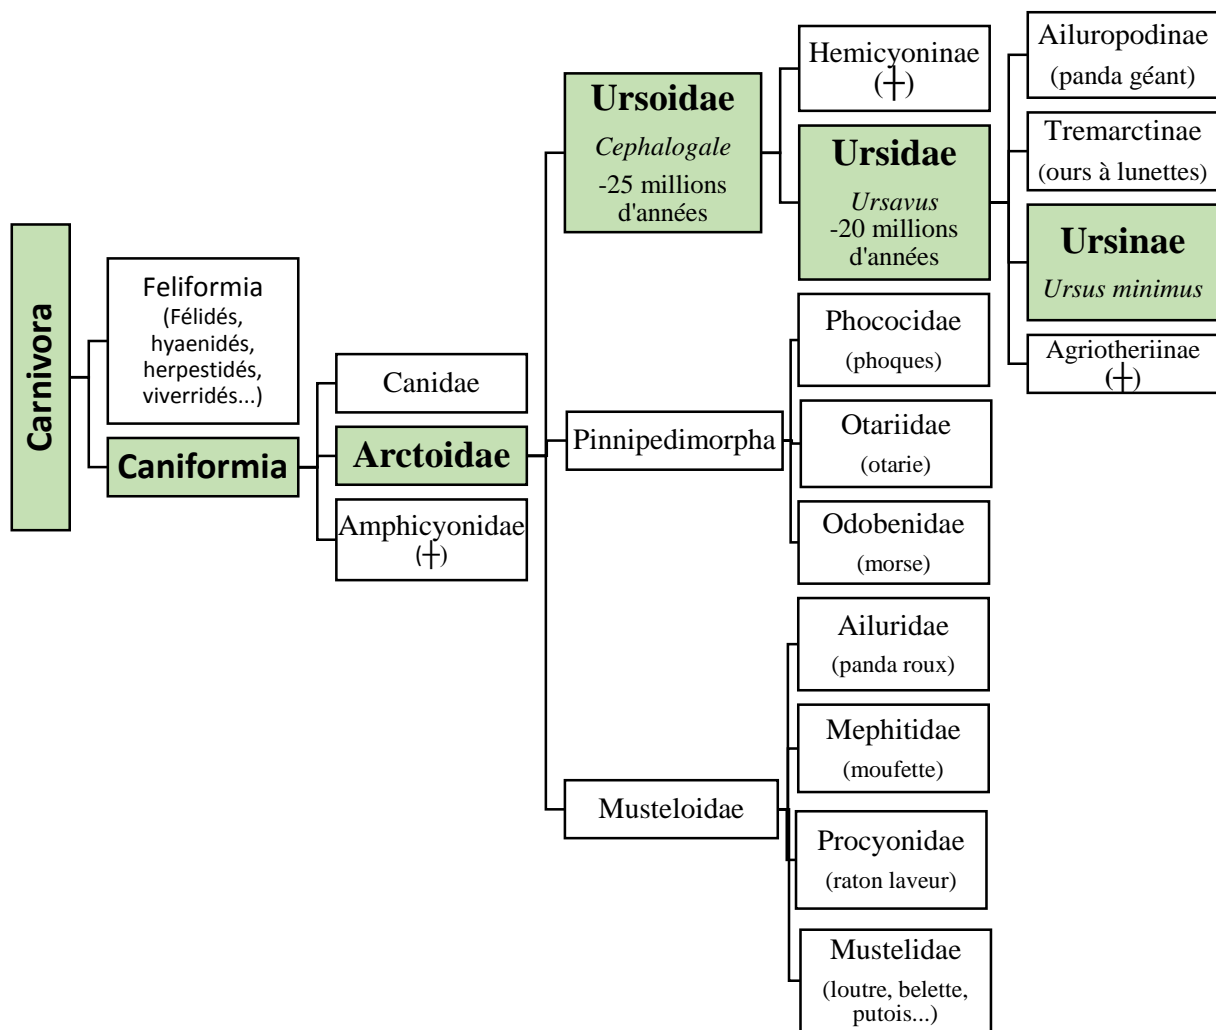 Carnivora
Feliformia
(Félidés,
hyaenidés,
herpestidés,
viverridés...)
Caniformia
Canidae
Arctoidae
Amphicyonidae
(┼)
Ursoidae
Cephalogale
-25 millions
d'années
Pinnipedimorpha
Musteloidae
Hemicyoninae
(┼)
Ursidae
Ursavus
-20 millions
d'années
Phococidae
(phoques)
Otariidae
(otarie)
Odobenidae
(morse)
Ailuridae
(panda roux)
Mephitidae
(moufette)
Procyonidae
(raton laveur)
Mustelidae
(loutre, belette,
putois...)
Ailuropodinae
(panda géant)
Tremarctinae
(ours à lunettes)
Ursinae
Ursus minimus
Agriotheriinae
(┼)